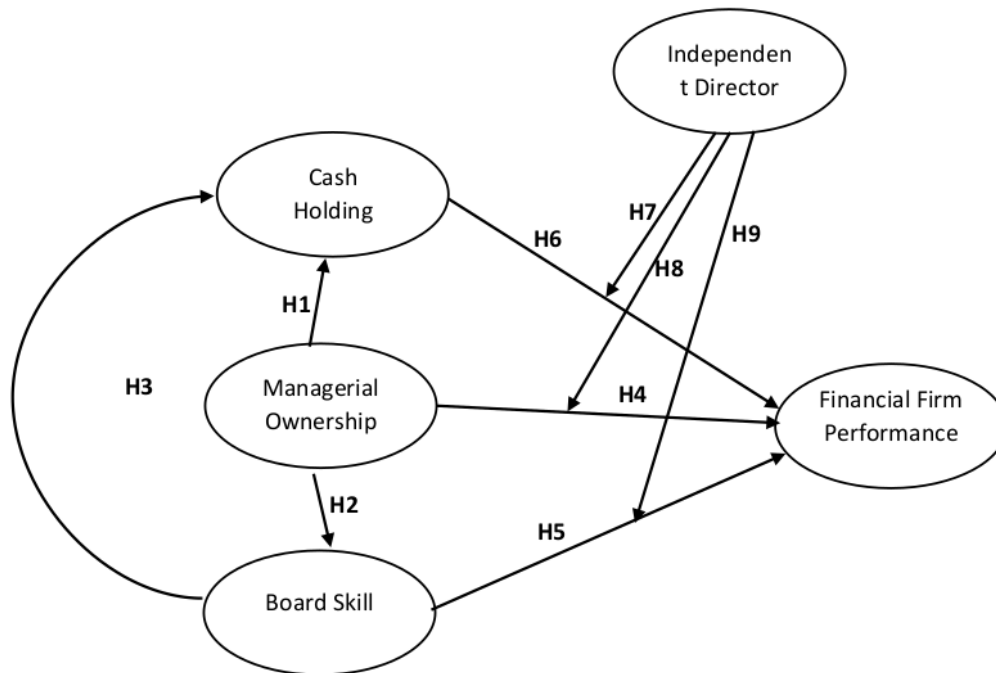 Independen
t Director
Cash
Holding
H7
H6
H9
H8
H1
H3
Managerial
Ownership
H4
Financial Firm
Performance
H2
H5
Board Skill